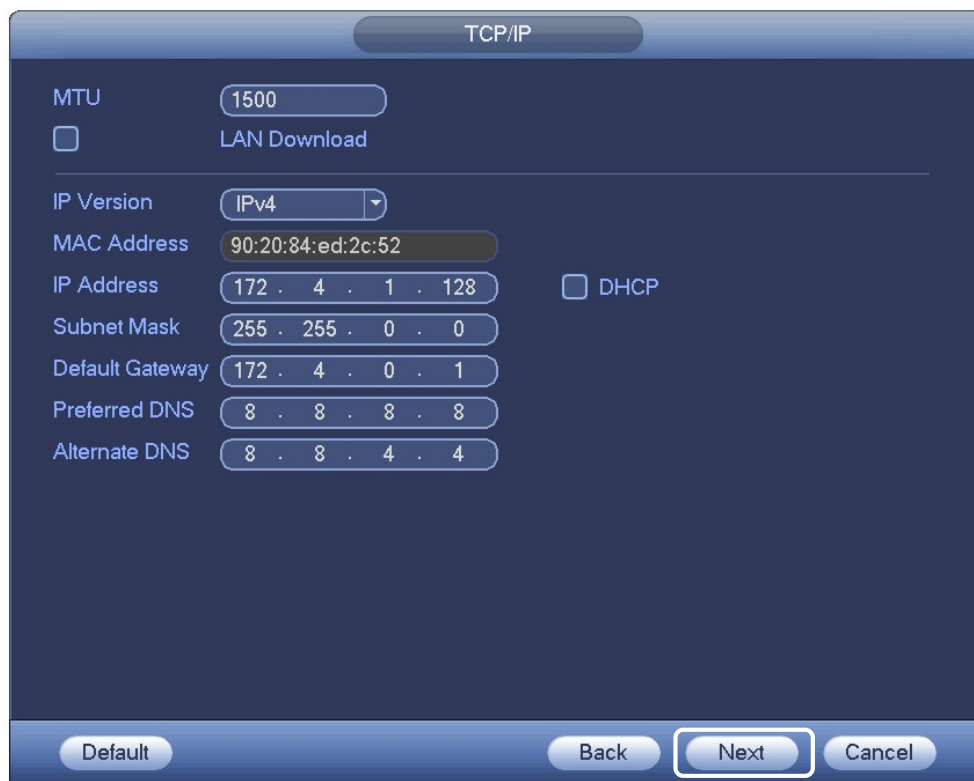 TCP/IP
MTU 1500
LAN Download
IP Version IPv4
MAC Address 90:20:84:ed:2c:52
IP Address 172 . 4 . 1 . 128 DHCP
Subnet Mask 255 . 255 . 0 . 0
Default Gateway 172 . 4 . 0 . 1
Preferred DNS 8 . 8 . 8 . 8
Alternate DNS 8 . 8 . 4 . 4
Default Back Next Cancel